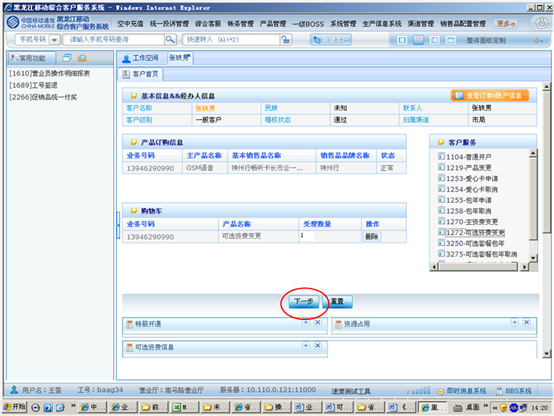 黑龙江移动综合客户服务系统 - Windows Internet Explorer
中国移动通信 CHINA MOBILE 黑龙江移动 综合客户服务系统
空中充值 统一投诉管理 综合客服 帐务管理 产品管理 一级BOSS 系统管理 生产信息系统 渠道管理 销售品配置管理 更多
手机号码 请输入手机号码查询 快速转入 (Alt+Z) 整体面板定制
常用功能
[1610]营业员操作明细报表
[1689]工号签退
[2266]促销品统一付奖
工作空间 张铁男
客户首页
基本信息&&经办人信息
查看订单&账户信息
客户名称 张铁男 民族 未知 联系人 张铁男
客户级别 一般客户 稽核状态 通过 归属渠道 市局
产品订购信息
业务号码 主产品名称 基本销售品名称 销售品品牌名称 状态
13946290990 GSM语音 神州行畅听卡长市合一... 神州行 正常
购物车
业务号码 产品名称 受理数量 操作
13946290990 可选资费变更 1 删除
客户服务
1104-普通开户
1219-产品变更
1253-爱心卡申请
1254-爱心卡取消
1255-包年申请
1258-包年取消
1270-主资费变更
1272-可选资费变更
3250-可选套餐包年
3275-可选套餐包年取消
下一步 重置
特服开通
资源占用
可选资费信息
用户名：王雪 工号：baag34 营业厅：南马路营业厅 服务器：10.110.0.121:11000 速度测试工具 即时消息系统 BBS系统
开始 桌面 14:20